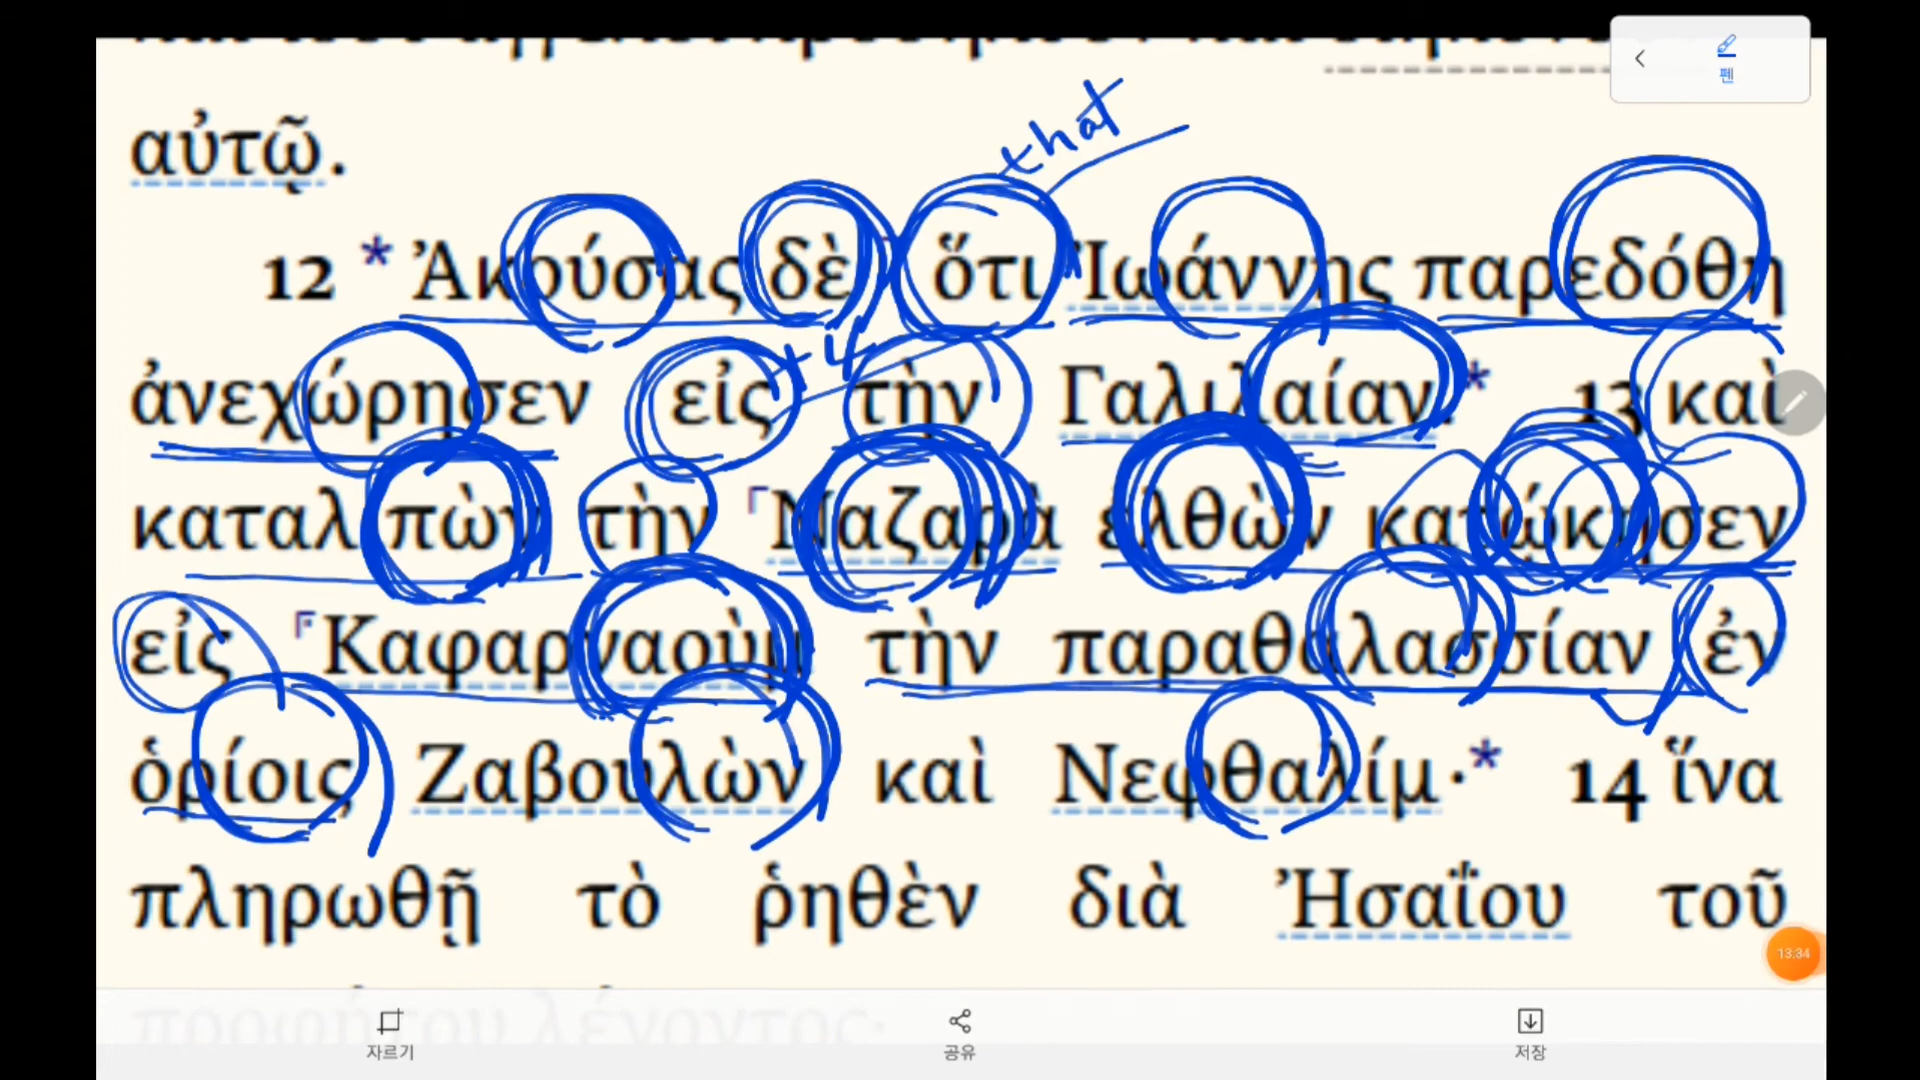 펜
that
αὐτῷ.
12 * Ἀκούσας δὲ ὅτι Ἰωάννης παρεδόθη
ἀνεχώρησεν εἰς τὴν Γαλιλαίαν.* 13 καὶ
καταλιπὼν τὴν ⸀Ναζαρὰ ἐλθὼν κατῴκησεν
εἰς ⸀Καφαρναοὺμ τὴν παραθαλασσίαν ἐν
ὁρίοις Ζαβουλὼν καὶ Νεφθαλίμ·* 14 ἵνα
πληρωθῇ τὸ ῥηθὲν διὰ Ἠσαΐου τοῦ
13:34
προφήτου λέγοντος·
자르기 공유 저장